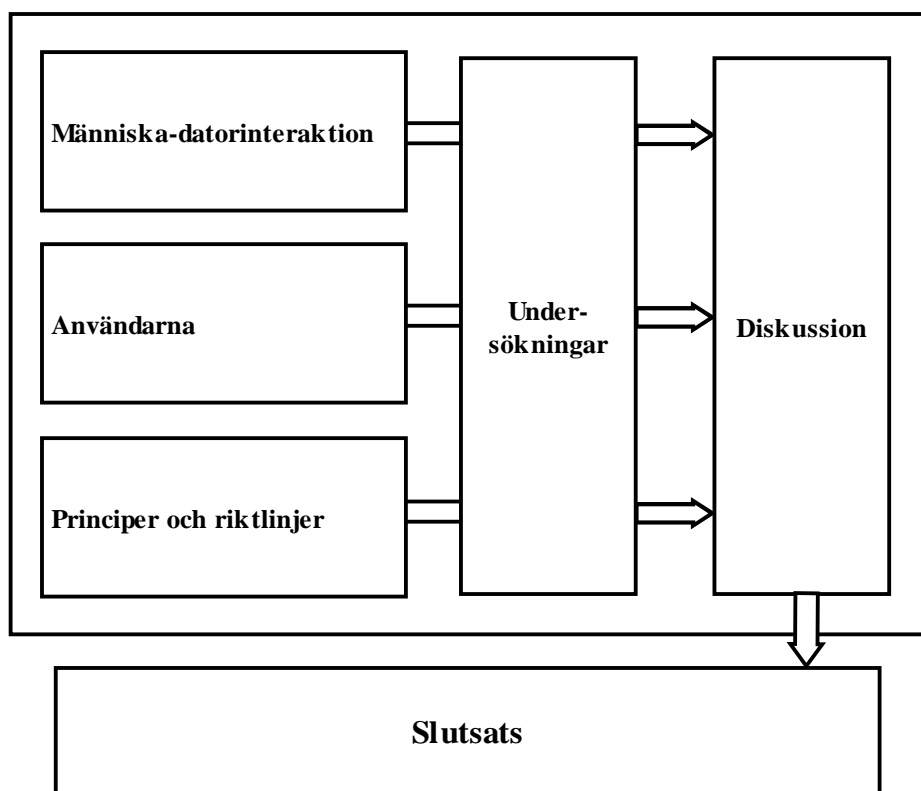 Människa-datorinteraktion
Användarna
Principer och riktlinjer
Under-
sökningar
Diskussion
Slutsats